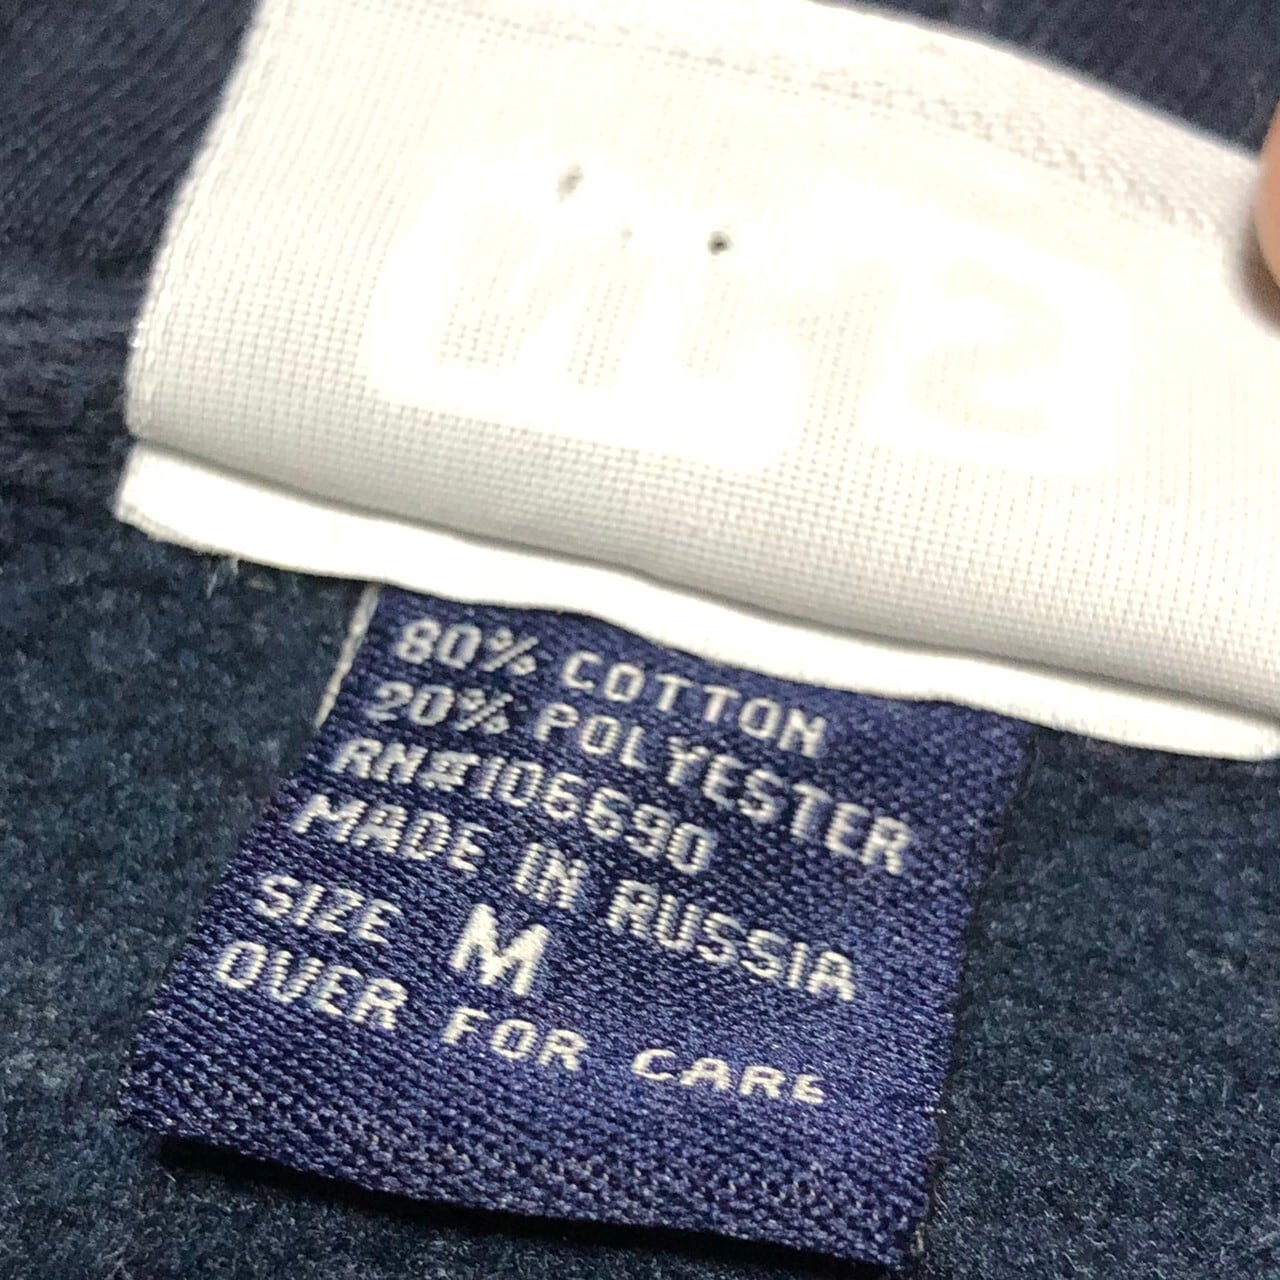 80% COTTON
20% POLYESTER
RN#106690
MADE IN RUSSIA
SIZE M
OVER FOR CARE